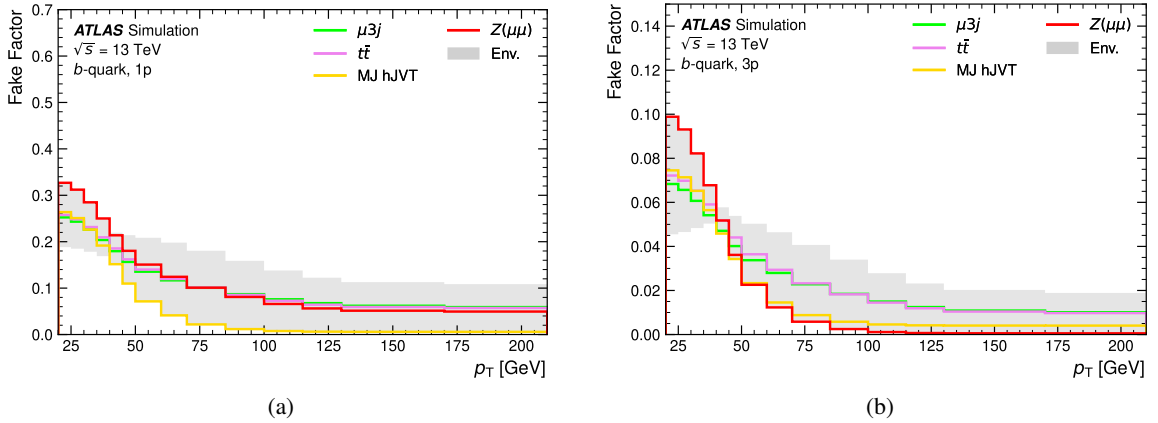 Fake Factor
0.7
0.6
0.5
0.4
0.3
0.2
0.1
0.0
ATLAS Simulation
√s = 13 TeV
b-quark, 1p
μ3j
tt̄
MJ hJVT
Z(μμ)
Env.
25 50 75 100 125 150 175 200
pT [GeV]
(a)
Fake Factor
0.14
0.12
0.10
0.08
0.06
0.04
0.02
0.00
ATLAS Simulation
√s = 13 TeV
b-quark, 3p
μ3j
tt̄
MJ hJVT
Z(μμ)
Env.
25 50 75 100 125 150 175 200
pT [GeV]
(b)